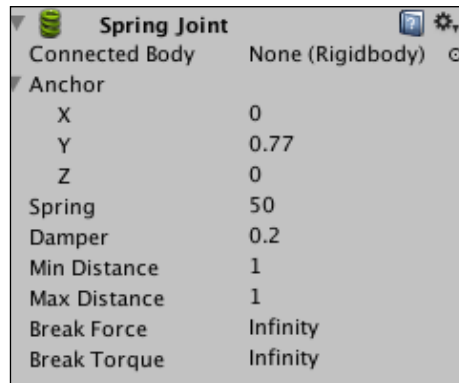 Spring Joint
Connected Body None (Rigidbody)
Anchor
X 0
Y 0.77
Z 0
Spring 50
Damper 0.2
Min Distance 1
Max Distance 1
Break Force Infinity
Break Torque Infinity